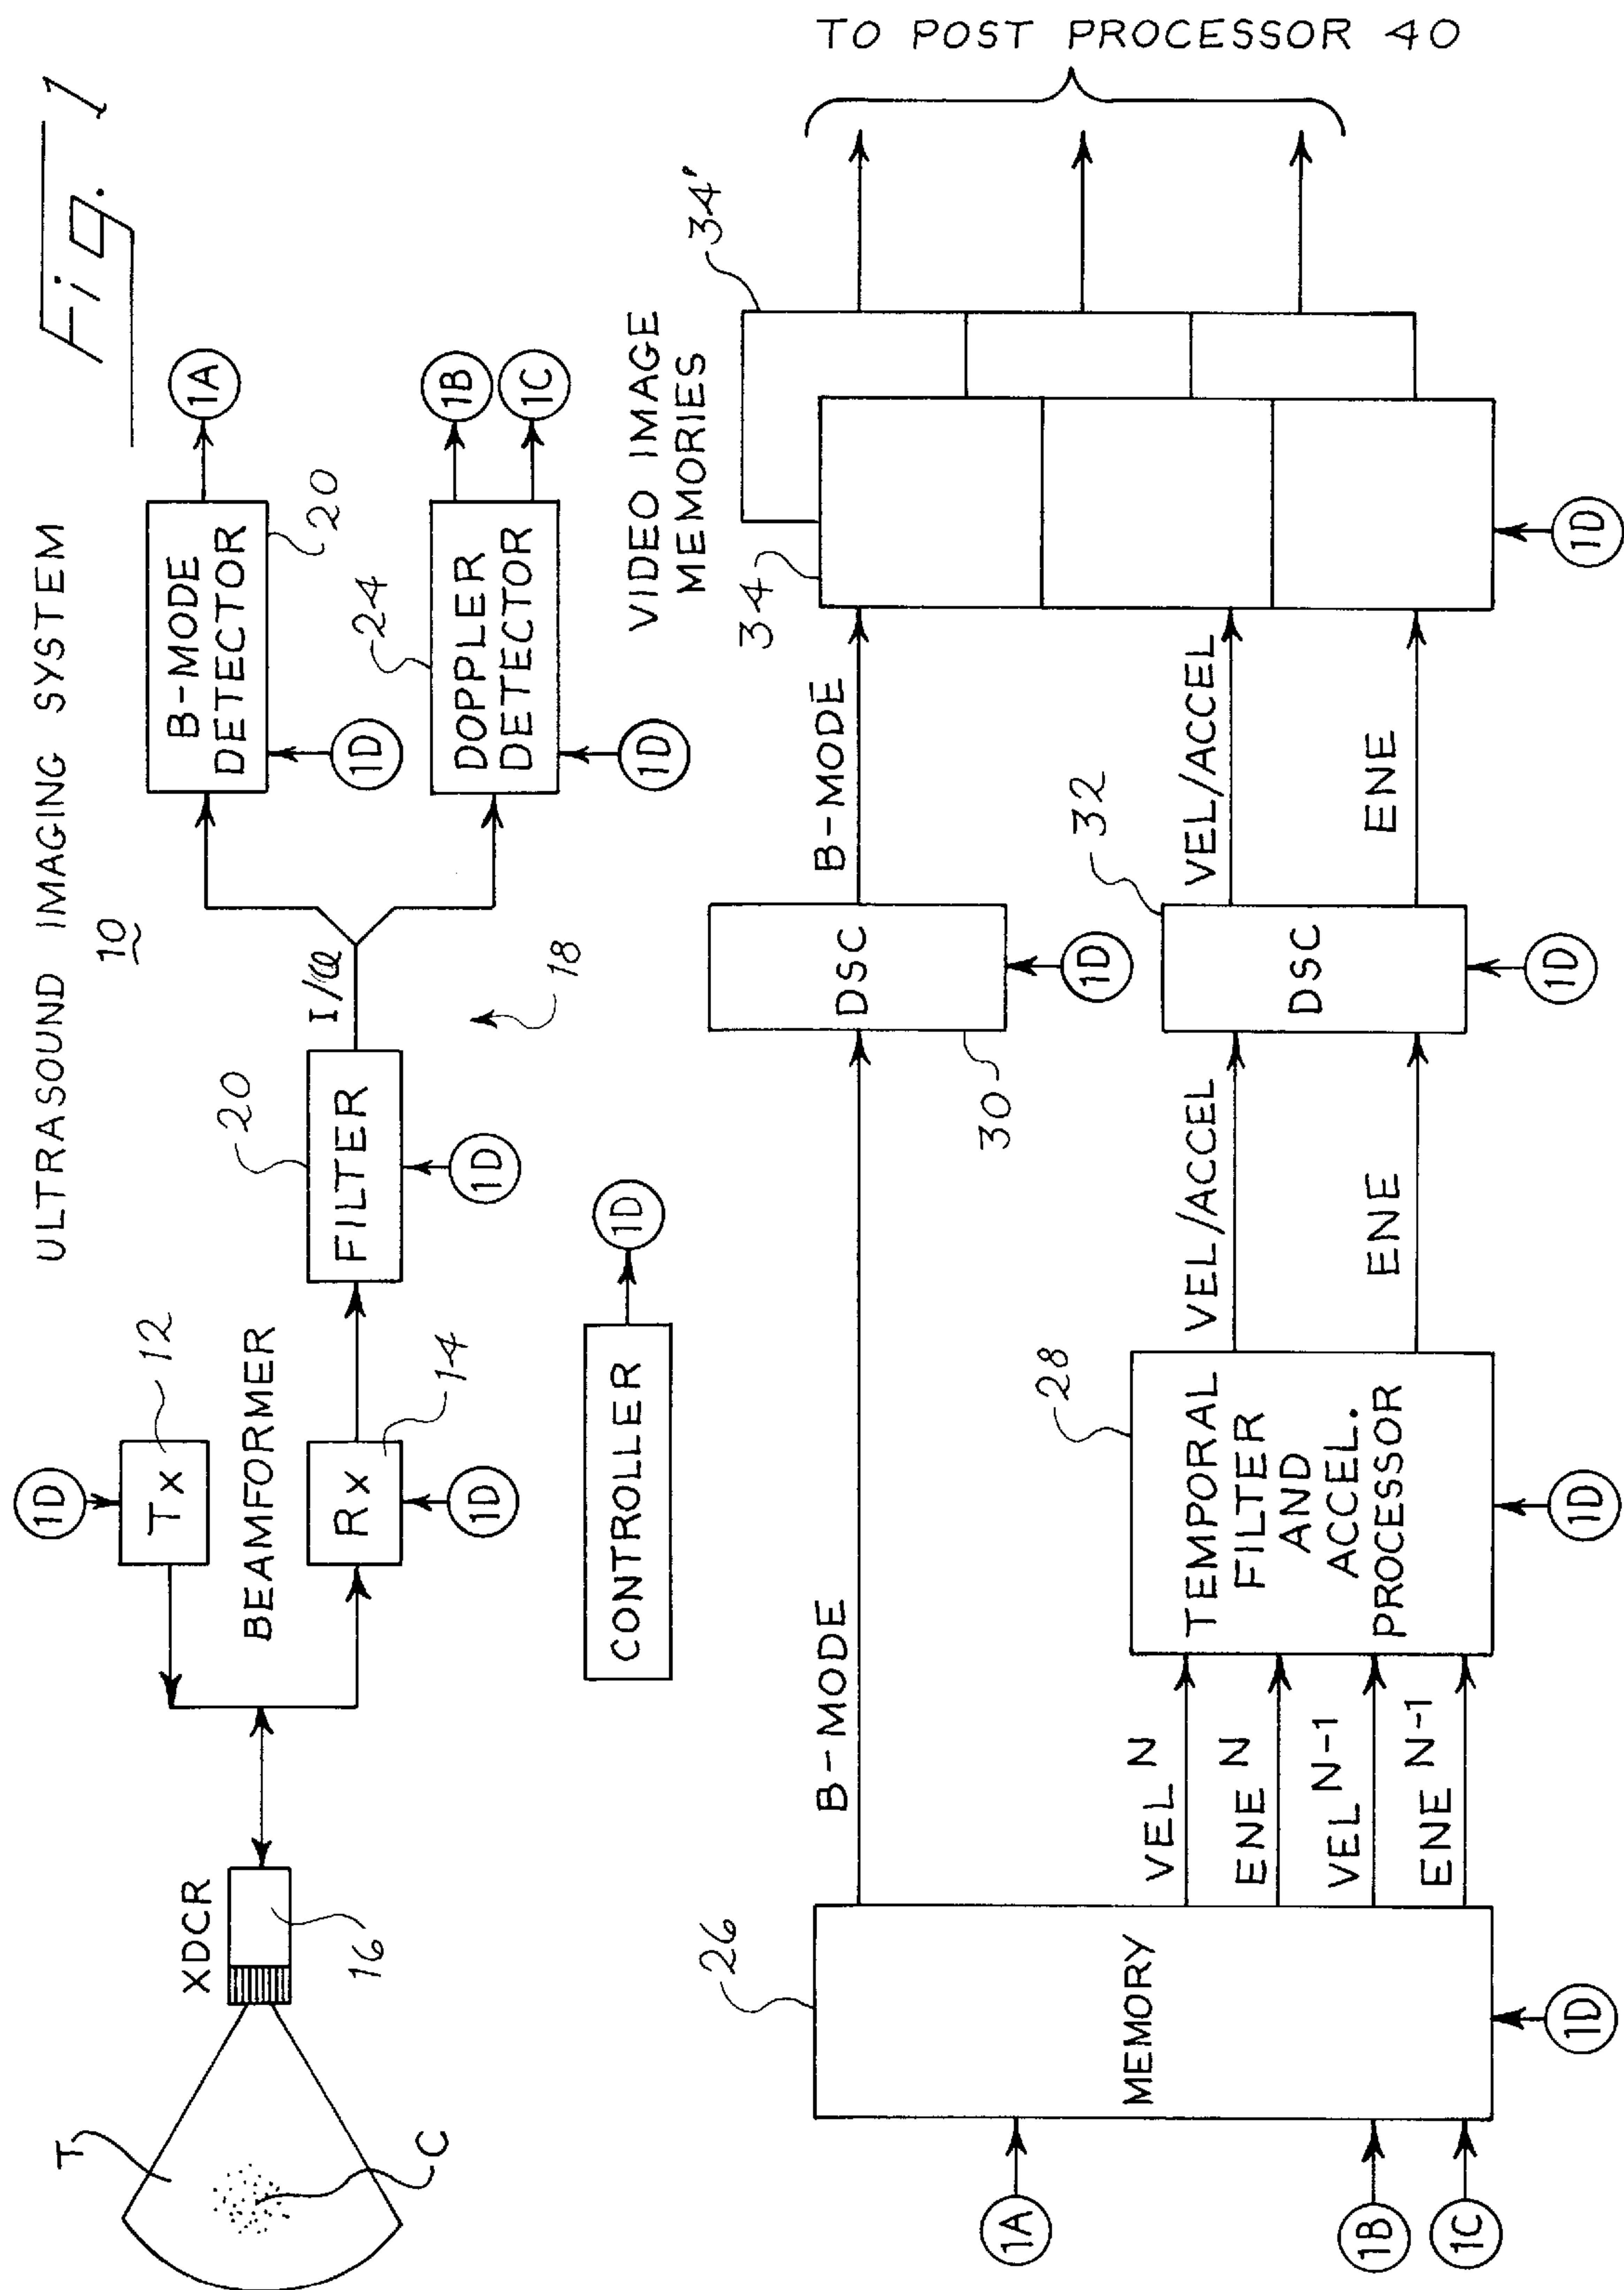 Fig. 1
ULTRASOUND IMAGING SYSTEM
10
T
C
XDCR
16
1D
Tx
12
BEAMFORMER
Rx
14
1D
FILTER
20
1D
I/Q
18
B-MODE
DETECTOR
20
1D
1A
DOPPLER
DETECTOR
24
1D
1B
1C
CONTROLLER
1D
1A
1B
1C
MEMORY
26
1D
B-MODE
VEL N
ENE N
VEL N-1
ENE N-1
TEMPORAL
FILTER
AND
ACCEL.
PROCESSOR
28
1D
VEL/ACCEL
ENE
DSC
30
1D
DSC
32
1D
B-MODE
VEL/ACCEL
ENE
VIDEO IMAGE
MEMORIES
34
34'
1D
TO POST PROCESSOR 40